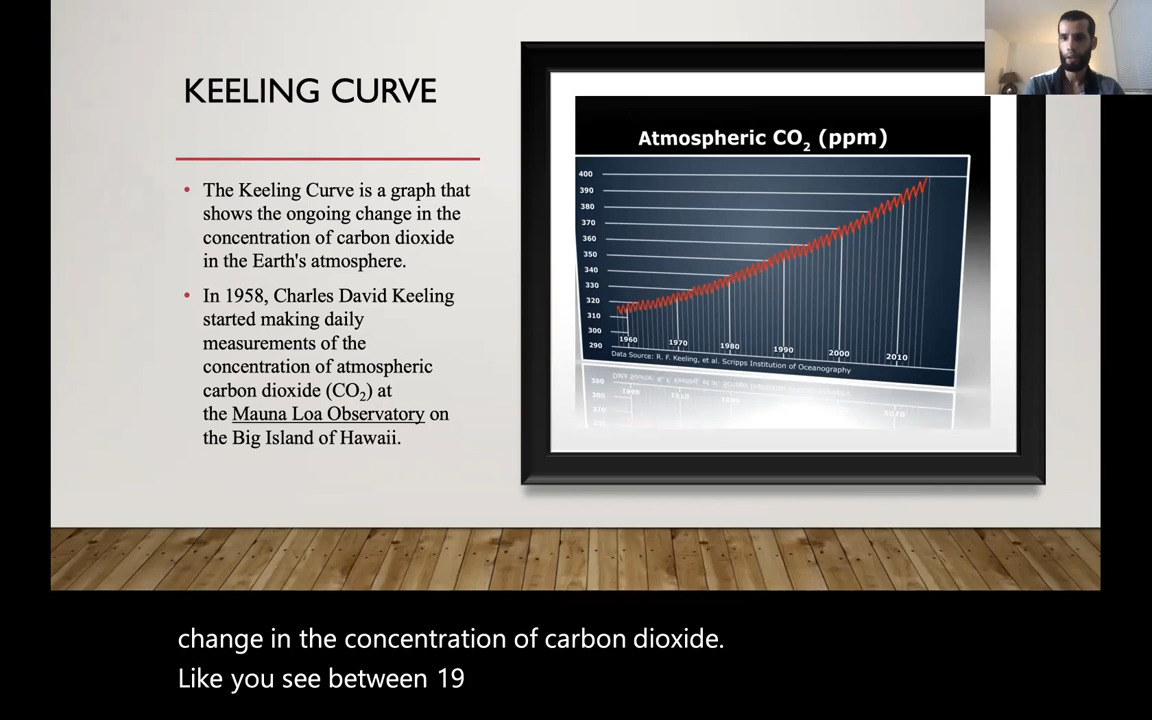 KEELING CURVE
• The Keeling Curve is a graph that
shows the ongoing change in the
concentration of carbon dioxide
in the Earth's atmosphere.
• In 1958, Charles David Keeling
started making daily
measurements of the
concentration of atmospheric
carbon dioxide (CO₂) at
the Mauna Loa Observatory on
the Big Island of Hawaii.
Atmospheric CO₂ (ppm)
400
390
380
370
360
350
340
330
320
310
300
290
1960 1970 1980 1990 2000 2010
Data Source: R. F. Keeling, et al. Scripps Institution of Oceanography
change in the concentration of carbon dioxide.
Like you see between 19